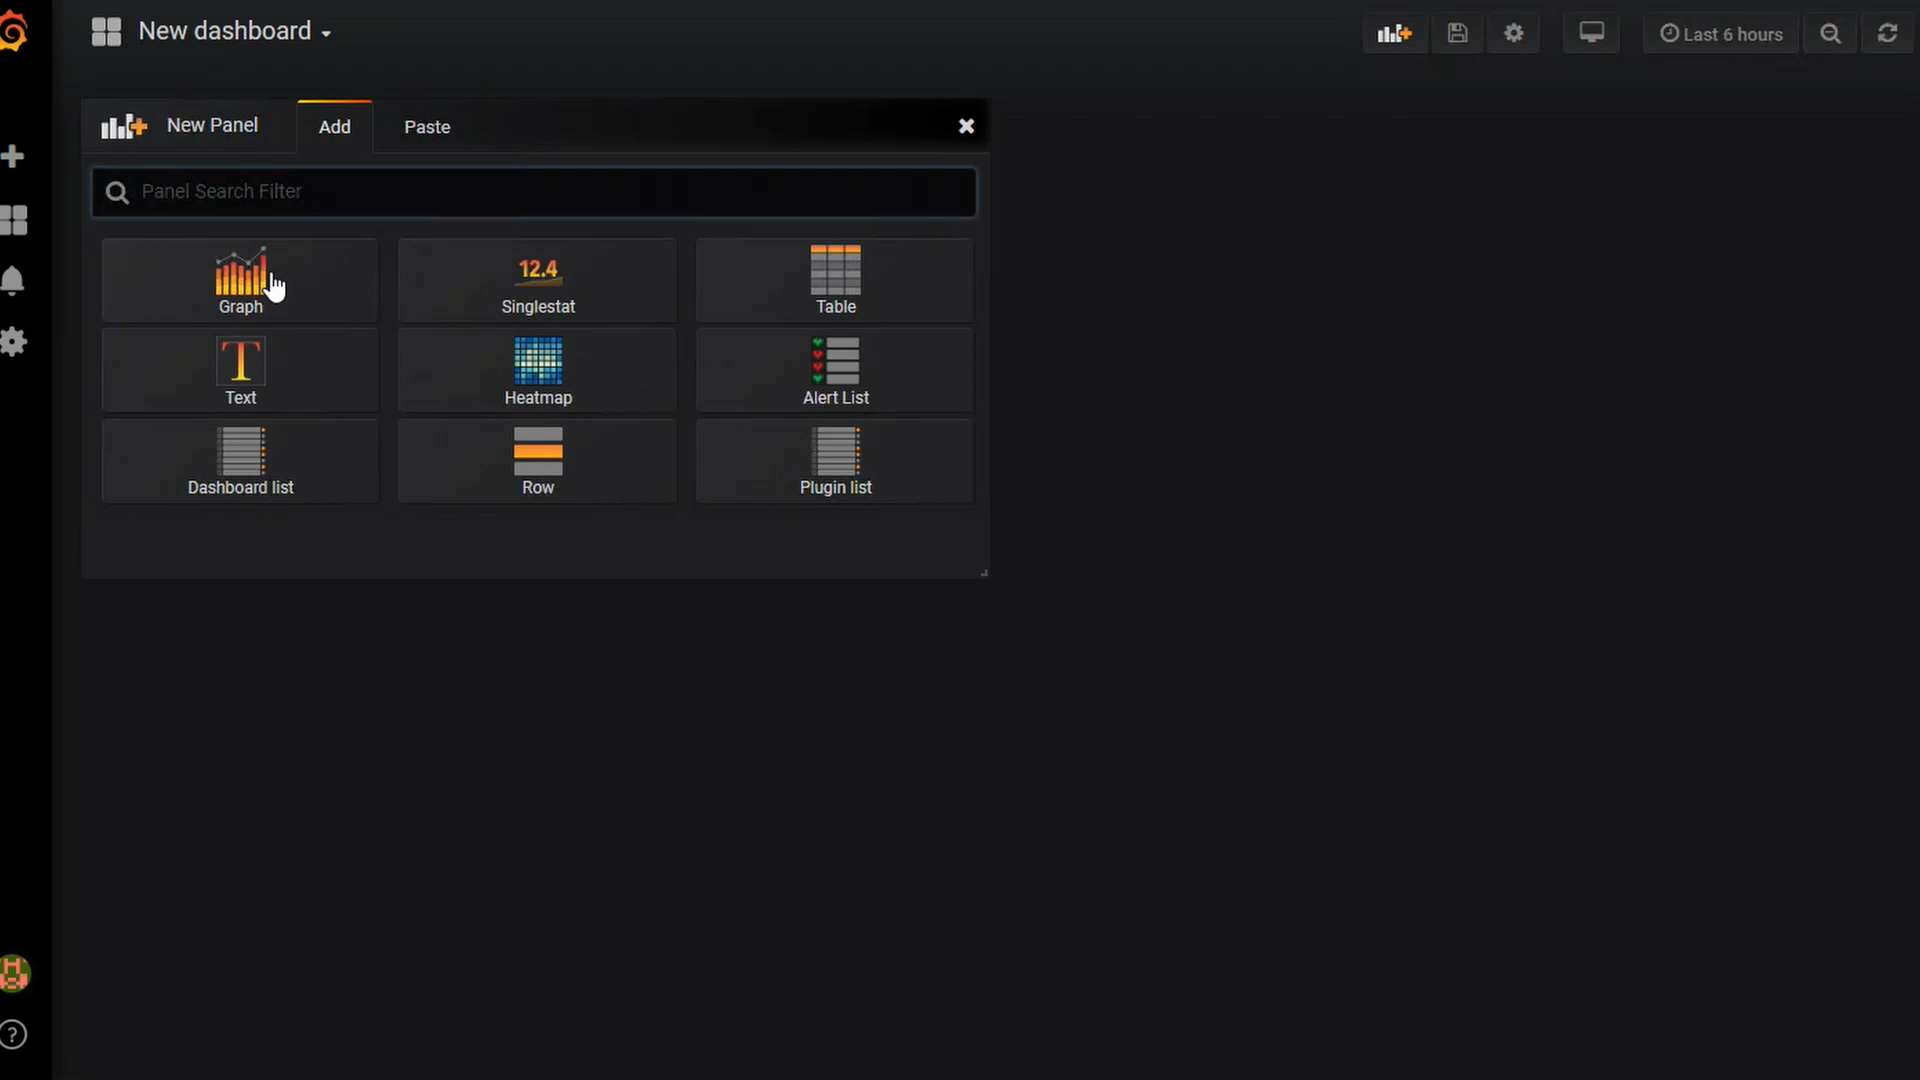 New dashboard
Last 6 hours
New Panel
Add
Paste
Panel Search Filter
Graph
12.4
Singlestat
Table
T
Text
Heatmap
Alert List
Dashboard list
Row
Plugin list
?